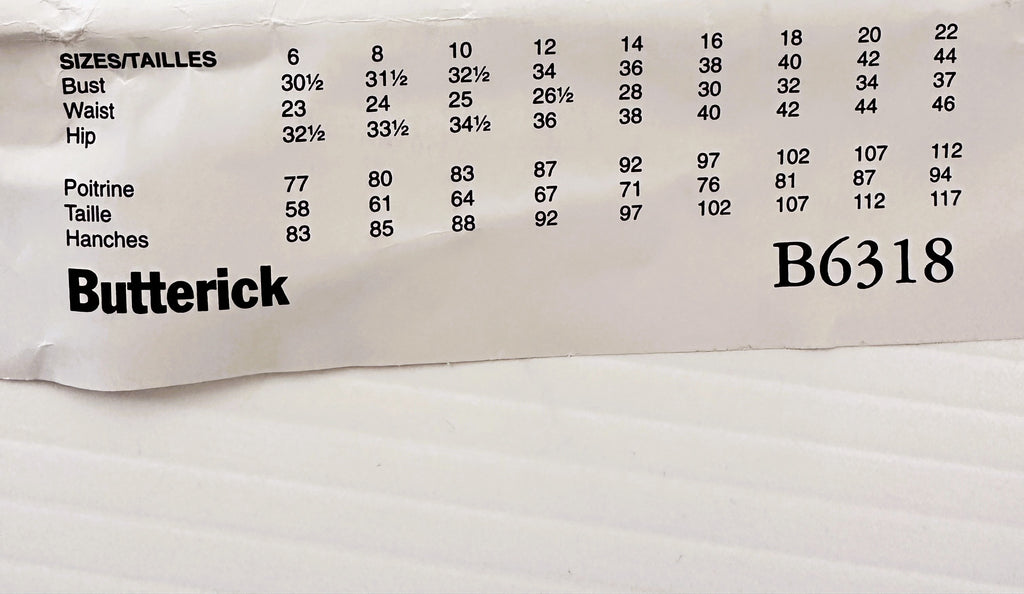 SIZES/TAILLES 6 8 10 12 14 16 18 20 22
Bust 30½ 31½ 32½ 34 36 38 40 42 44
Waist 23 24 25 26½ 28 30 32 34 37
Hip 32½ 33½ 34½ 36 38 40 42 44 46
Poitrine 77 80 83 87 92 97 102 107 112
Taille 58 61 64 67 71 76 81 87 94
Hanches 83 85 88 92 97 102 107 112 117
Butterick B6318